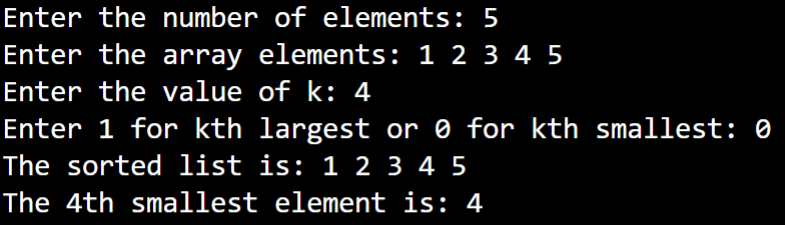 Enter the number of elements: 5
Enter the array elements: 1 2 3 4 5
Enter the value of k: 4
Enter 1 for kth largest or 0 for kth smallest: 0
The sorted list is: 1 2 3 4 5
The 4th smallest element is: 4